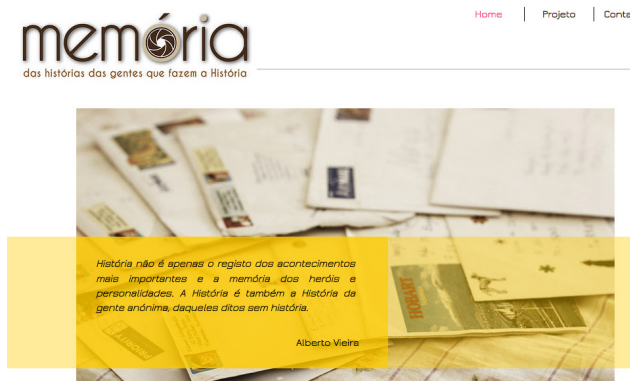 memória
das histórias das gentes que fazem a História
Home
Projeto
Conta
História não é apenas o registo dos acontecimentos
mais importantes e a memória dos heróis e
personalidades. A História é também a História da
gente anónima, daqueles ditos sem história.
Alberto Vieira
HOBART
PRIORITY